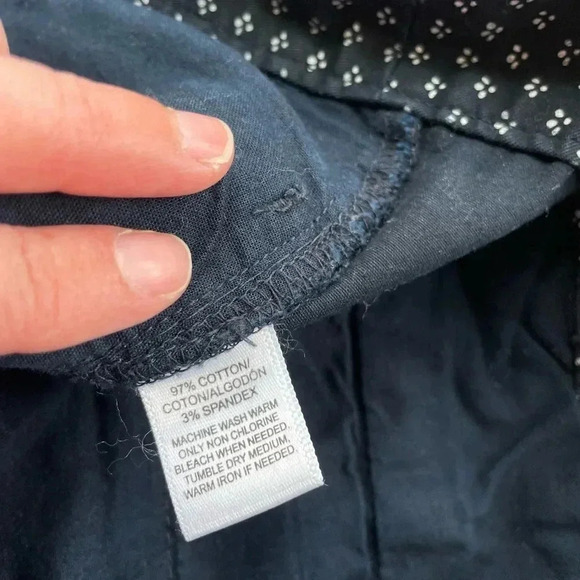 97% COTTON/
COTON/ALGODÓN
3% SPANDEX
MACHINE WASH WARM
ONLY NON CHLORINE
BLEACH WHEN NEEDED.
TUMBLE DRY MEDIUM,
WARM IRON IF NEEDED.